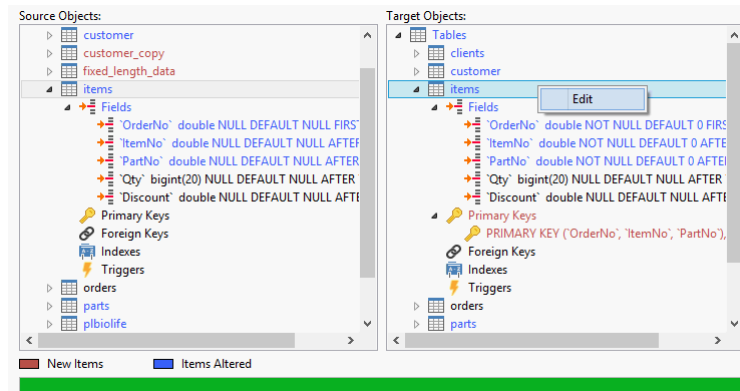 Source Objects:
customer
customer_copy
fixed_length_data
items
Fields
`OrderNo` double NULL DEFAULT NULL FIRST
`ItemNo` double NULL DEFAULT NULL AFTER
`PartNo` double NULL DEFAULT NULL AFTER
`Qty` bigint(20) NULL DEFAULT NULL AFTER
`Discount` double NULL DEFAULT NULL AFTE
Primary Keys
Foreign Keys
Indexes
Triggers
orders
parts
plbiolife
Target Objects:
Tables
clients
customer
items
Edit
Fields
`OrderNo` double NOT NULL DEFAULT 0 FIRS
`ItemNo` double NOT NULL DEFAULT 0 AFTE
`PartNo` double NOT NULL DEFAULT 0 AFTE
`Qty` bigint(20) NULL DEFAULT NULL AFTER
`Discount` double NULL DEFAULT NULL AFTE
Primary Keys
PRIMARY KEY (`OrderNo`, `ItemNo`, `PartNo`),
Foreign Keys
Indexes
Triggers
orders
parts
New Items
Items Altered